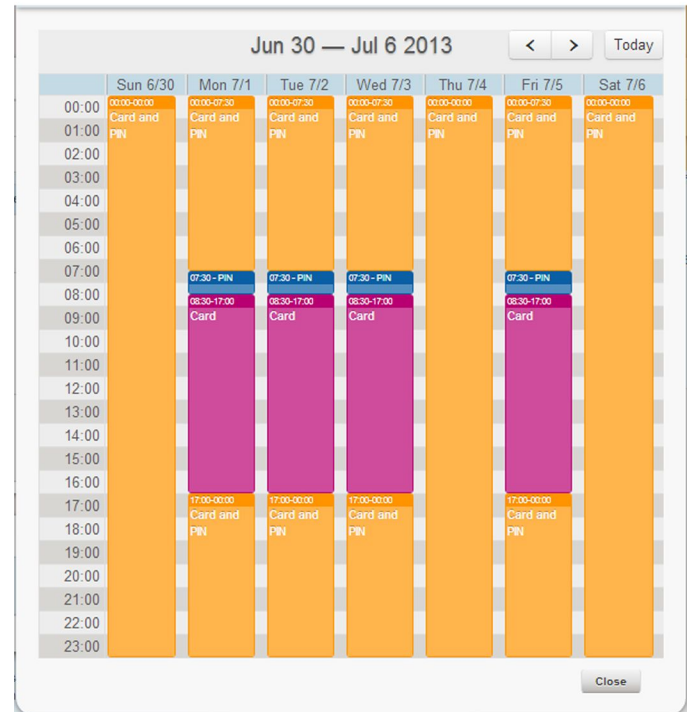 Jun 30 — Jul 6 2013
< >
Today
Sun 6/30 Mon 7/1 Tue 7/2 Wed 7/3 Thu 7/4 Fri 7/5 Sat 7/6
00:00 00:00-00:00 00:00-07:30 00:00-07:30 00:00-07:30 00:00-00:00 00:00-07:30 00:00-00:00
Card and Card and Card and Card and Card and Card and Card and
01:00 PIN PIN PIN PIN PIN PIN PIN
02:00
03:00
04:00
05:00
06:00
07:00 07:30 - PIN 07:30 - PIN 07:30 - PIN 07:30 - PIN
08:00 08:30-17:00 08:30-17:00 08:30-17:00 08:30-17:00
09:00 Card Card Card Card
10:00
11:00
12:00
13:00
14:00
15:00
16:00
17:00 17:00-00:00 17:00-00:00 17:00-00:00 17:00-00:00
Card and Card and Card and Card and
18:00 PIN PIN PIN PIN
19:00
20:00
21:00
22:00
23:00
Close